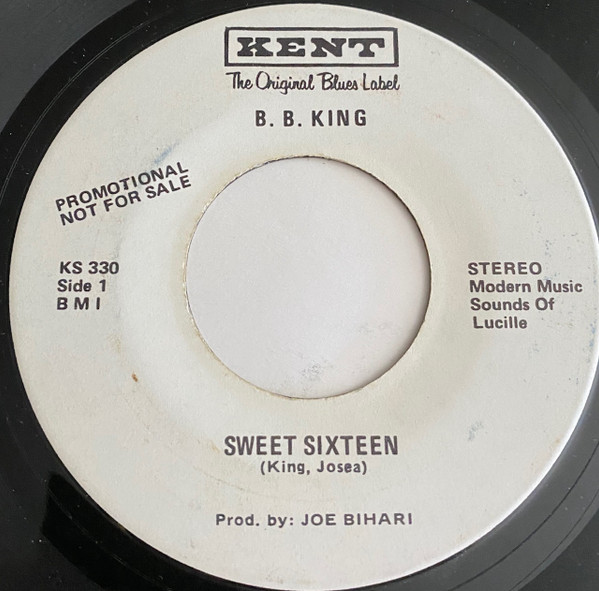 KENT
The Original Blues Label
B. B. KING
PROMOTIONAL
NOT FOR SALE
KS 330
Side 1
B M I
STEREO
Modern Music
Sounds Of
Lucille
SWEET SIXTEEN
(King, Josea)
Prod. by: JOE BIHARI